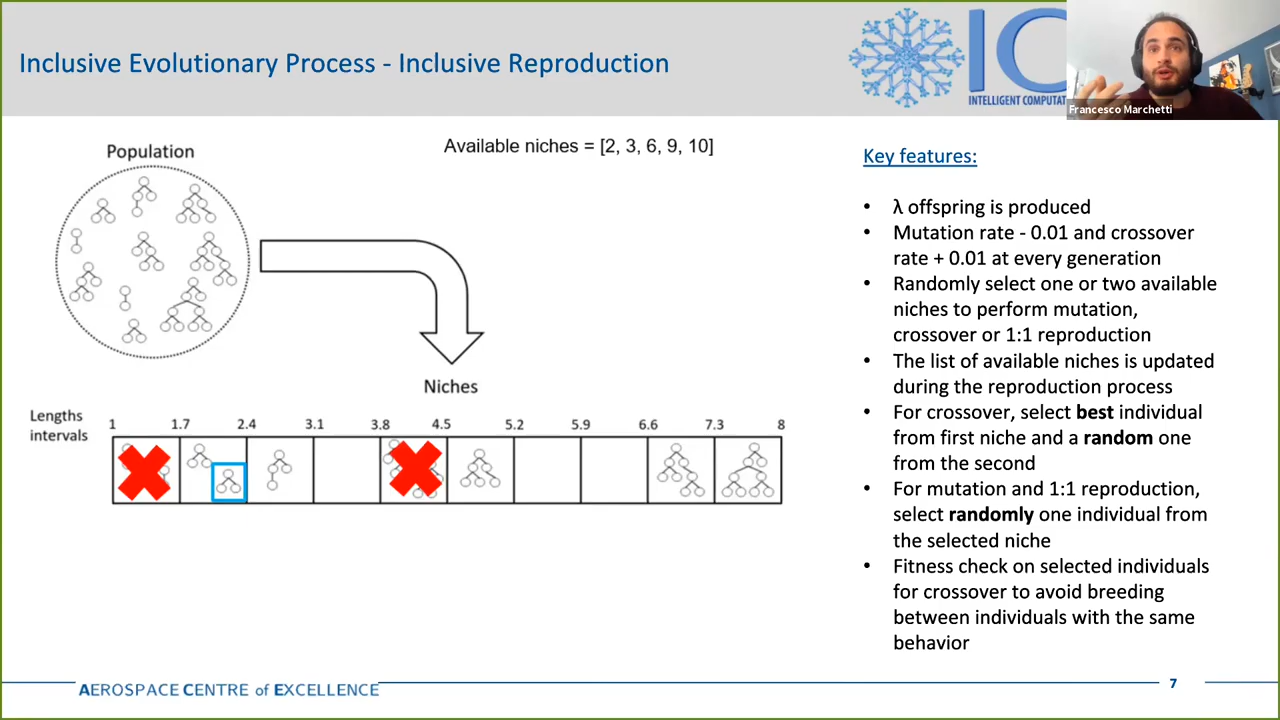 Inclusive Evolutionary Process - Inclusive Reproduction
INTELLIGENT COMPUTAT
Francesco Marchetti
Population
Available niches = [2, 3, 6, 9, 10]
Niches
Lengths
intervals
1 1.7 2.4 3.1 3.8 4.5 5.2 5.9 6.6 7.3 8
Key features:
• λ offspring is produced
• Mutation rate - 0.01 and crossover
rate + 0.01 at every generation
• Randomly select one or two available
niches to perform mutation,
crossover or 1:1 reproduction
• The list of available niches is updated
during the reproduction process
• For crossover, select best individual
from first niche and a random one
from the second
• For mutation and 1:1 reproduction,
select randomly one individual from
the selected niche
• Fitness check on selected individuals
for crossover to avoid breeding
between individuals with the same
behavior
AEROSPACE CENTRE of EXCELLENCE
7